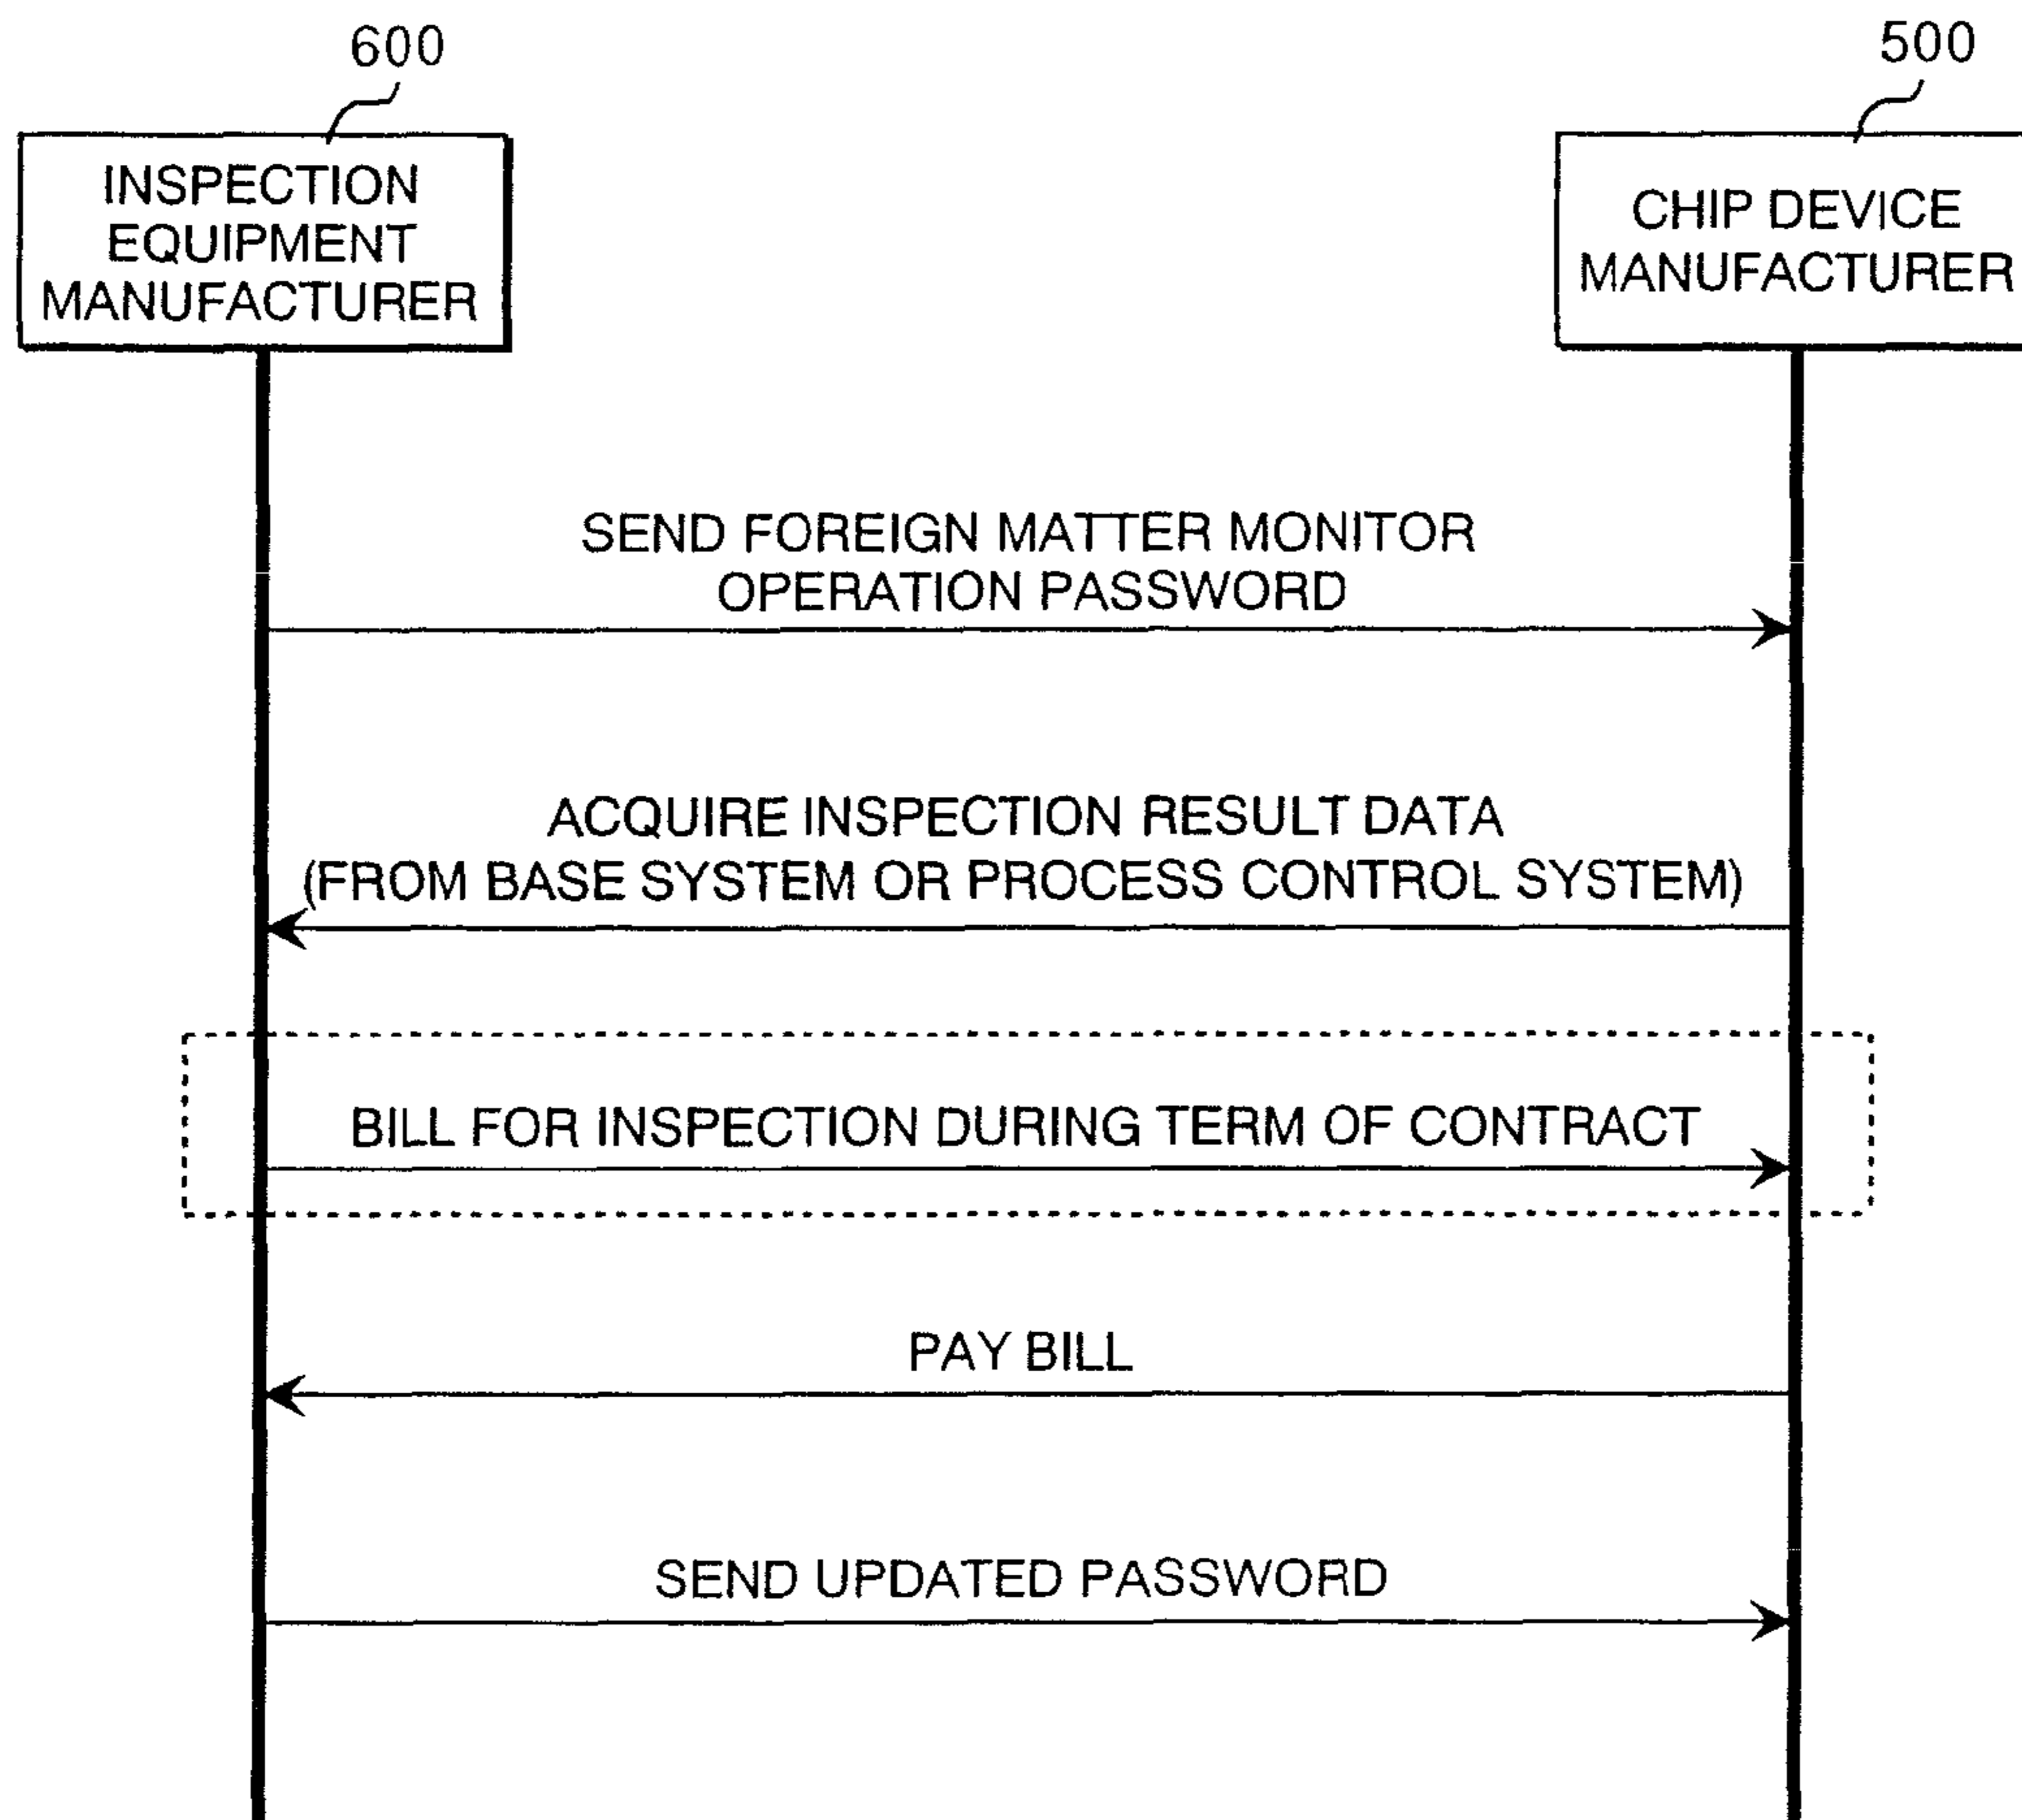 600
500
INSPECTION
EQUIPMENT
MANUFACTURER
CHIP DEVICE
MANUFACTURER
SEND FOREIGN MATTER MONITOR
OPERATION PASSWORD
ACQUIRE INSPECTION RESULT DATA
(FROM BASE SYSTEM OR PROCESS CONTROL SYSTEM)
BILL FOR INSPECTION DURING TERM OF CONTRACT
PAY BILL
SEND UPDATED PASSWORD